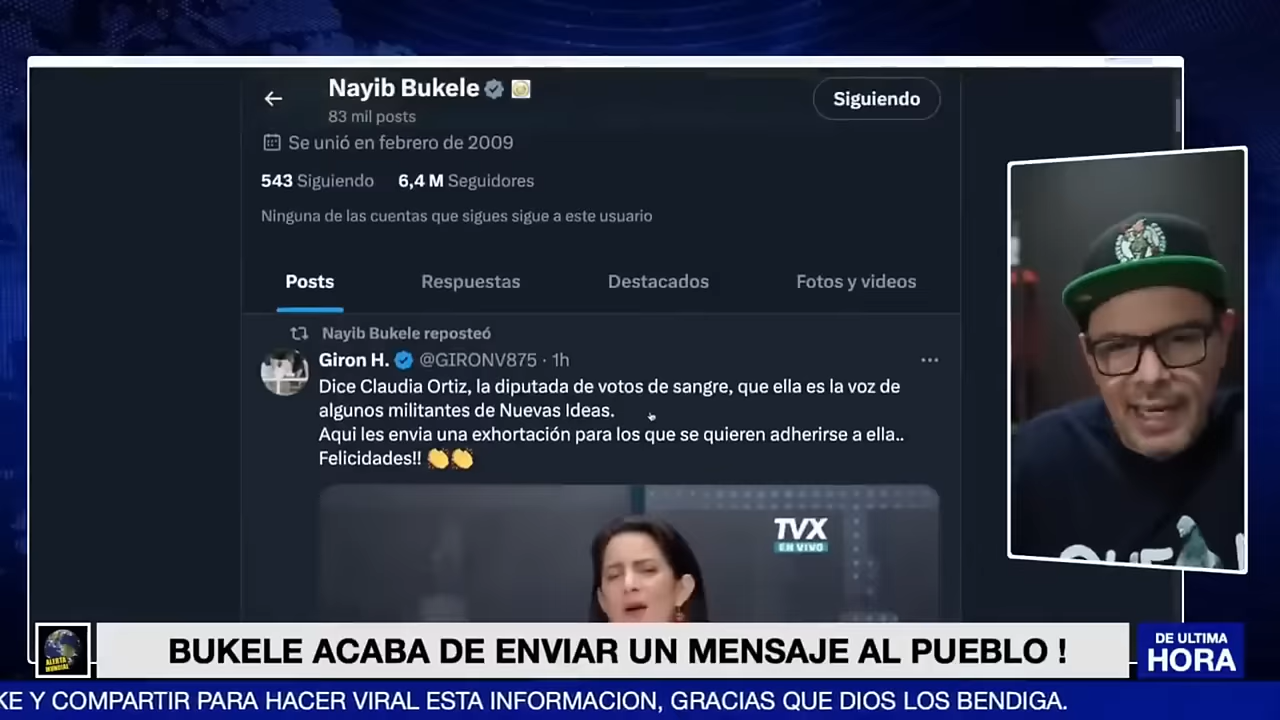 Nayib Bukele
83 mil posts
Siguiendo
Se unió en febrero de 2009
543 Siguiendo 6,4 M Seguidores
Ninguna de las cuentas que sigues sigue a este usuario
Posts Respuestas Destacados Fotos y videos
Nayib Bukele reposteó
Giron H. @GIRONV875 · 1h
Dice Claudia Ortiz, la diputada de votos de sangre, que ella es la voz de
algunos militantes de Nuevas Ideas.
Aqui les envia una exhortación para los que se quieren adherirse a ella..
Felicidades!! 👏👏
TVX
EN VIVO
ALERTA
MUNDIAL
BUKELE ACABA DE ENVIAR UN MENSAJE AL PUEBLO !
DE ULTIMA
HORA
KE Y COMPARTIR PARA HACER VIRAL ESTA INFORMACION, GRACIAS QUE DIOS LOS BENDIGA.